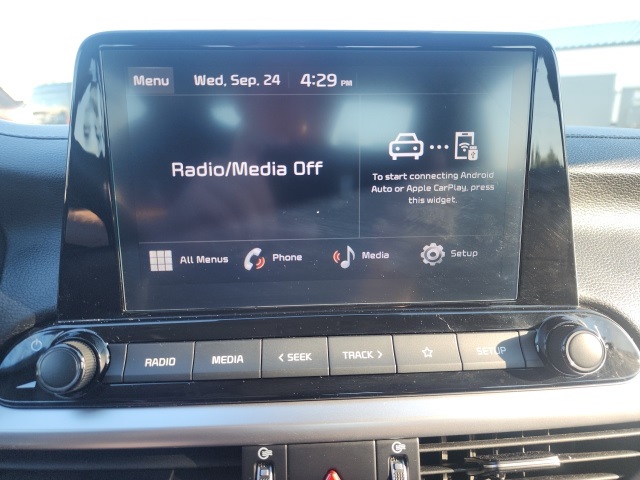 Menu Wed, Sep. 24 4:29 PM
Radio/Media Off
To start connecting Android
Auto or Apple CarPlay, press
this widget.
All Menus Phone Media Setup
RADIO MEDIA < SEEK TRACK > SETUP